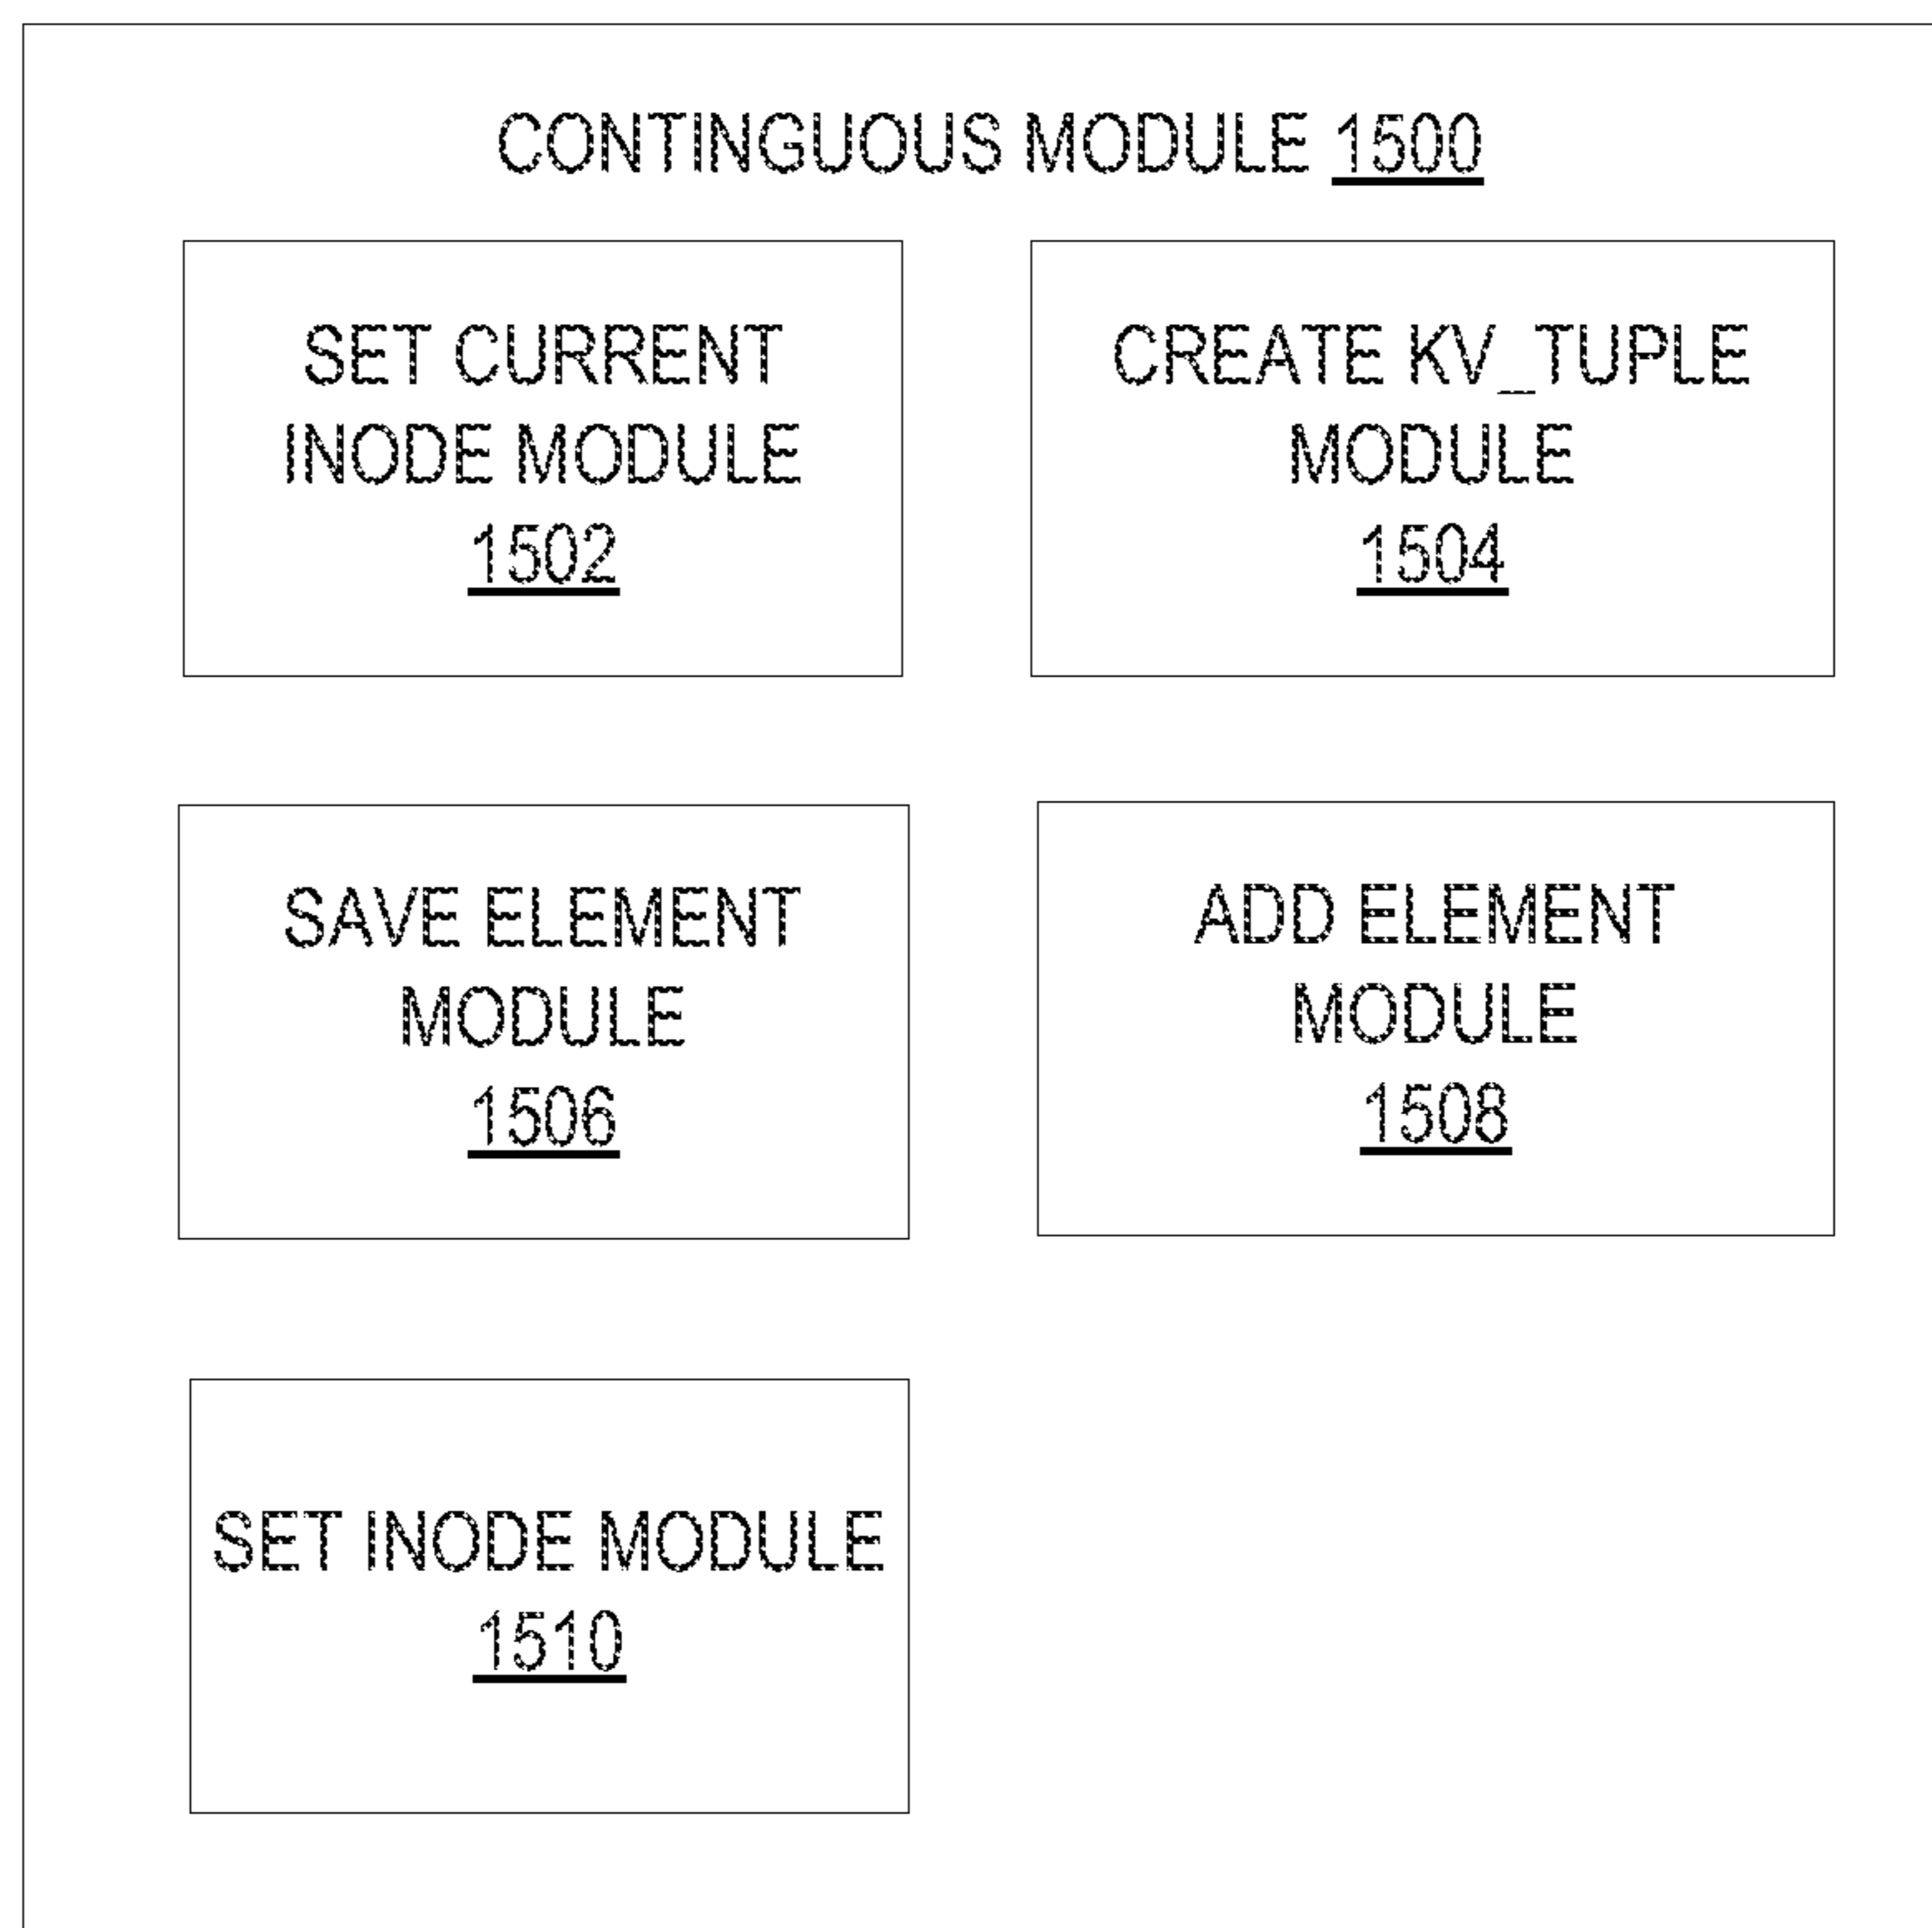 CONTINGUOUS MODULE 1500
SET CURRENT
INODE MODULE
1502
CREATE KV_TUPLE
MODULE
1504
SAVE ELEMENT
MODULE
1506
ADD ELEMENT
MODULE
1508
SET INODE MODULE
1510